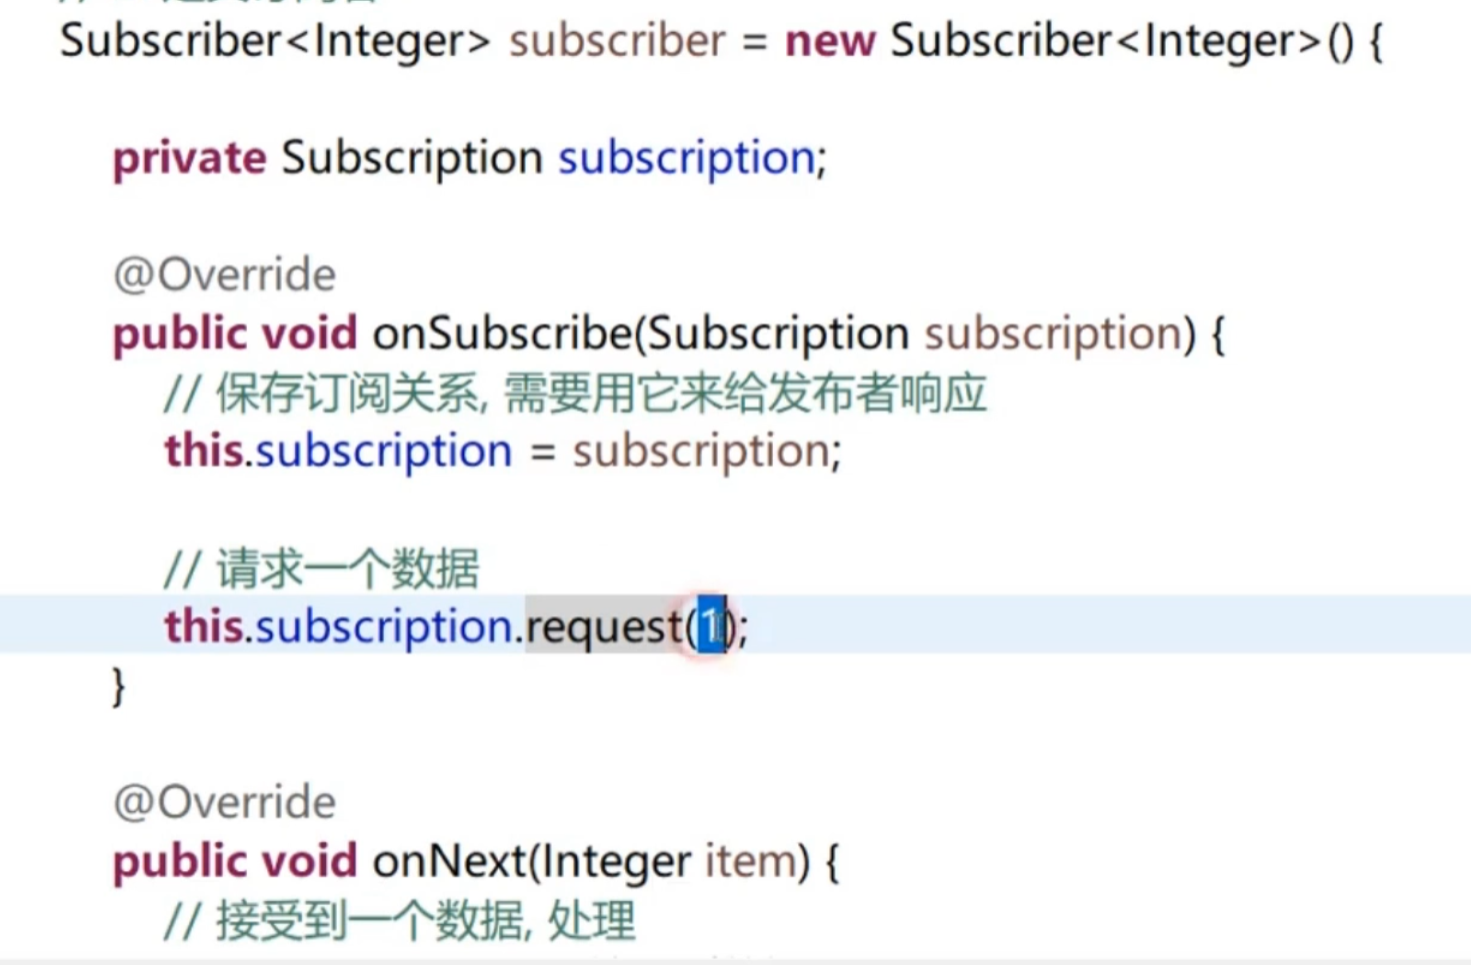 Subscriber<Integer> subscriber = new Subscriber<Integer>() {
private Subscription subscription;
@Override
public void onSubscribe(Subscription subscription) {
// 保存订阅关系, 需要用它来给发布者响应
this.subscription = subscription;
// 请求一个数据
this.subscription.request(1);
}
@Override
public void onNext(Integer item) {
// 接受到一个数据, 处理